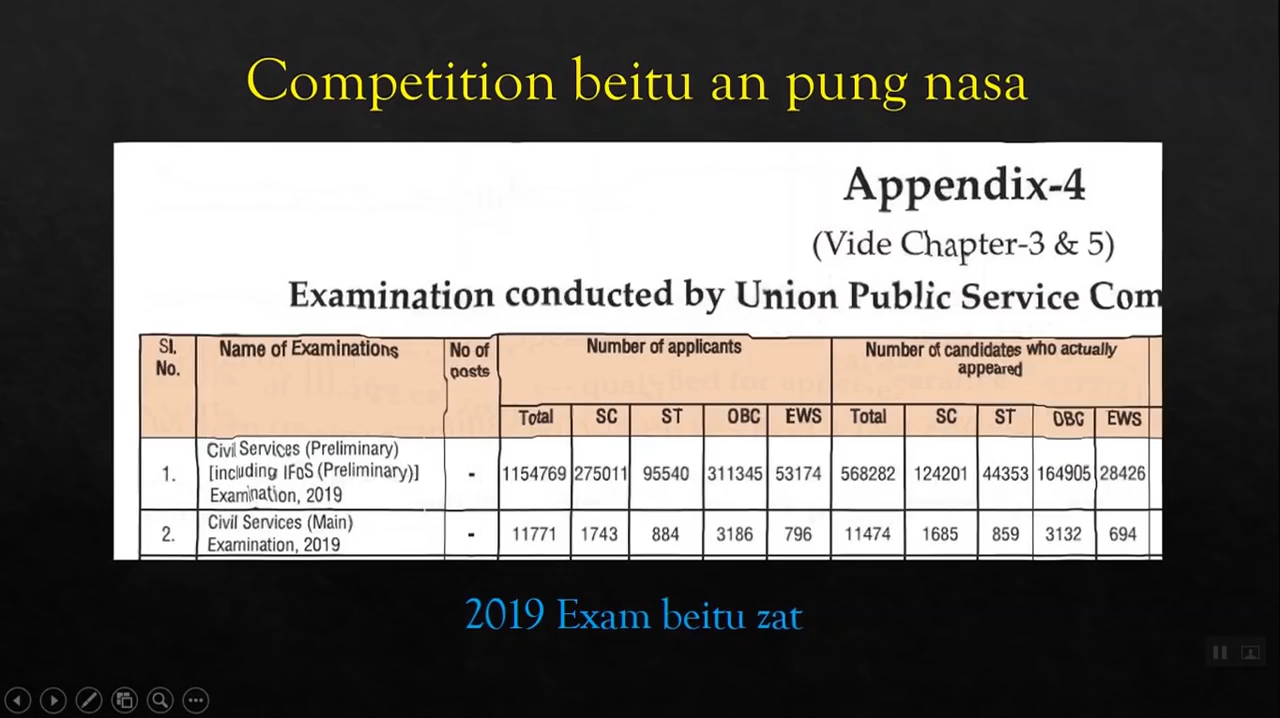 Competition beitu an pung nasa
Appendix-4
(Vide Chapter-3 & 5)
Examination conducted by Union Public Service Com
Sl. No. Name of Examinations No of posts Number of applicants Number of candidates who actually appeared
Total SC ST OBC EWS Total SC ST OBC EWS
1. Civil Services (Preliminary) [including IFoS (Preliminary)] Examination, 2019 - 1154769 275011 95540 311345 53174 568282 124201 44353 164905 28426
2. Civil Services (Main) Examination, 2019 - 11771 1743 884 3186 796 11474 1685 859 3132 694
2019 Exam beitu zat